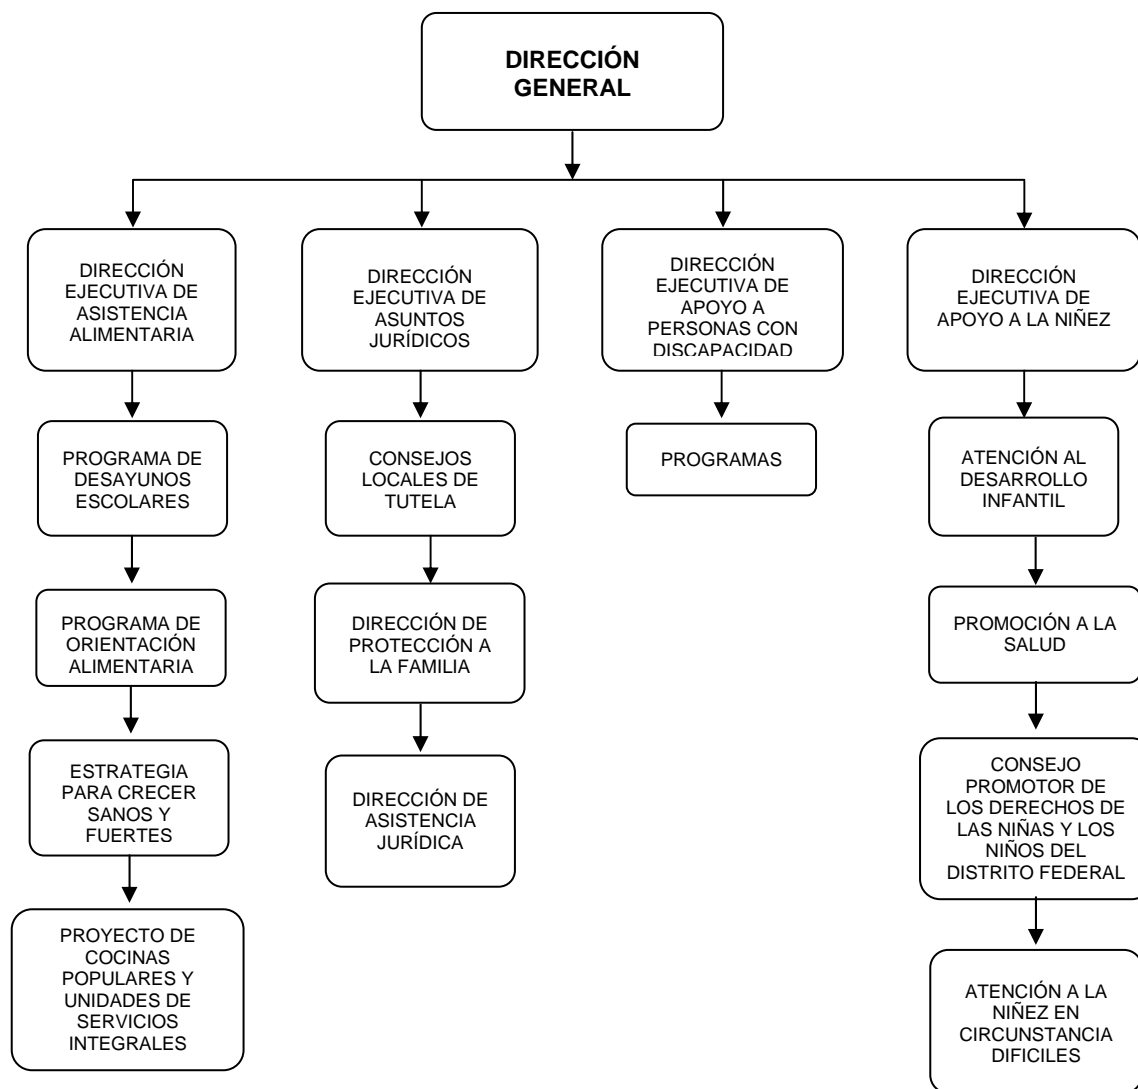 DIRECCIÓN
GENERAL
DIRECCIÓN
EJECUTIVA DE
ASISTENCIA
ALIMENTARIA
DIRECCIÓN
EJECUTIVA DE
ASUNTOS
JURÍDICOS
DIRECCIÓN
EJECUTIVA DE
APOYO A
PERSONAS CON
DISCAPACIDAD
DIRECCIÓN
EJECUTIVA DE
APOYO A LA NIÑEZ
PROGRAMA DE
DESAYUNOS
ESCOLARES
CONSEJOS
LOCALES DE
TUTELA
PROGRAMAS
ATENCIÓN AL
DESARROLLO
INFANTIL
PROGRAMA DE
ORIENTACIÓN
ALIMENTARIA
DIRECCIÓN DE
PROTECCIÓN A
LA FAMILIA
PROMOCIÓN A LA
SALUD
ESTRATEGIA
PARA CRECER
SANOS Y
FUERTES
DIRECCIÓN DE
ASISTENCIA
JURÍDICA
CONSEJO
PROMOTOR DE
LOS DERECHOS DE
LAS NIÑAS Y LOS
NIÑOS DEL
DISTRITO FEDERAL
PROYECTO DE
COCINAS
POPULARES Y
UNIDADES DE
SERVICIOS
INTEGRALES
ATENCIÓN A LA
NIÑEZ EN
CIRCUNSTANCIA
DIFICILES